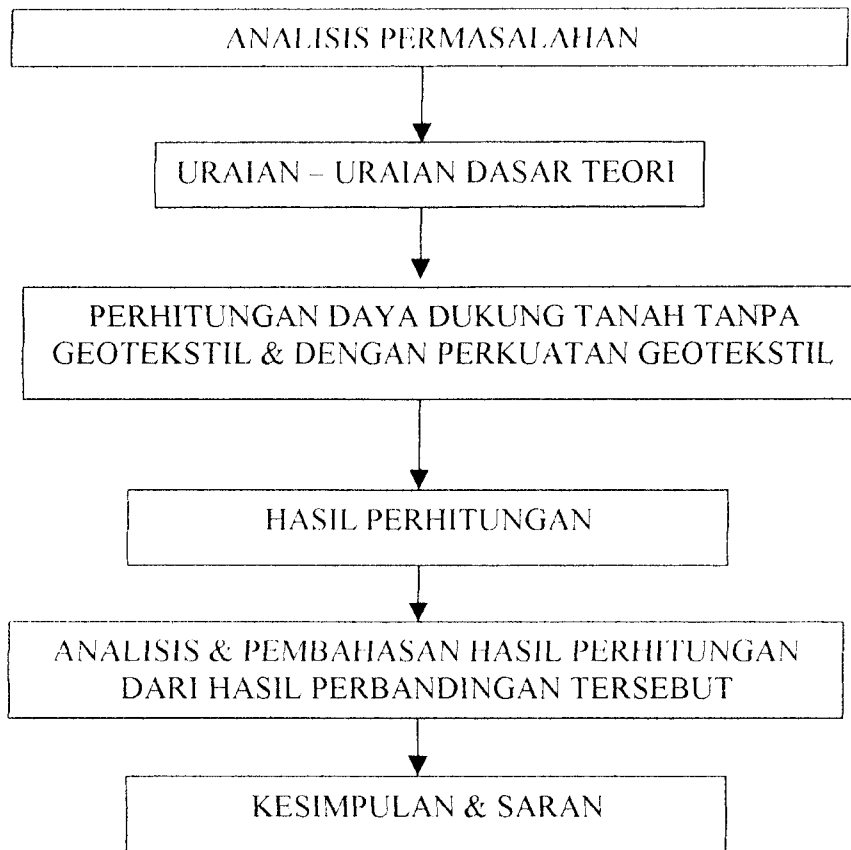 ANALISIS PERMASALAHAN
URAIAN – URAIAN DASAR TEORI
PERHITUNGAN DAYA DUKUNG TANAH TANPA
GEOTEKSTIL & DENGAN PERKUATAN GEOTEKSTIL
HASIL PERHITUNGAN
ANALISIS & PEMBAHASAN HASIL PERHITUNGAN
DARI HASIL PERBANDINGAN TERSEBUT
KESIMPULAN & SARAN